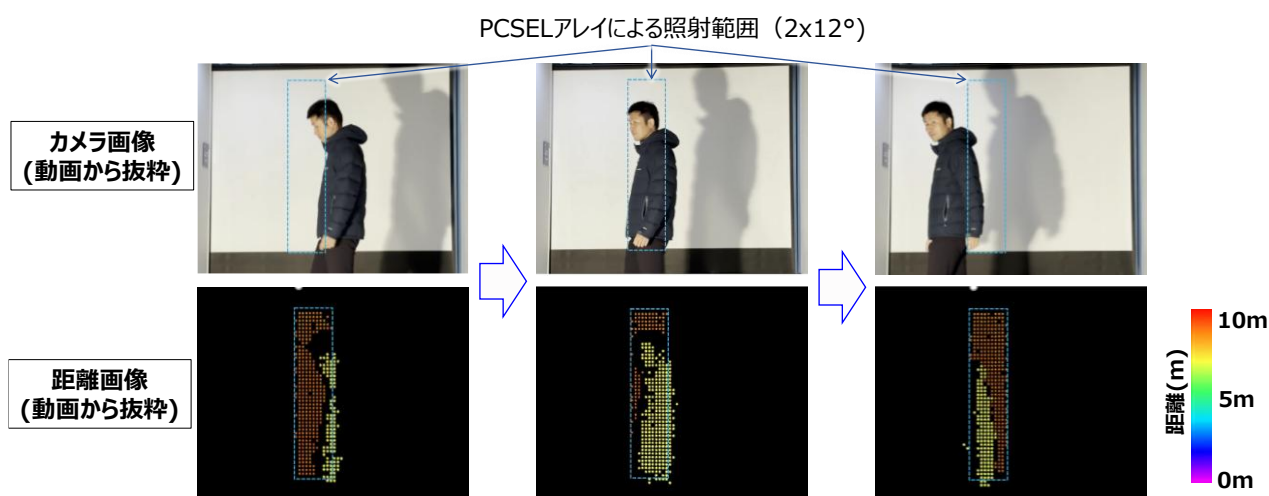 PCSELアレイによる照射範囲（2x12°)
カメラ画像
(動画から抜粋)
距離画像
(動画から抜粋)
距離(m)
10m
5m
0m